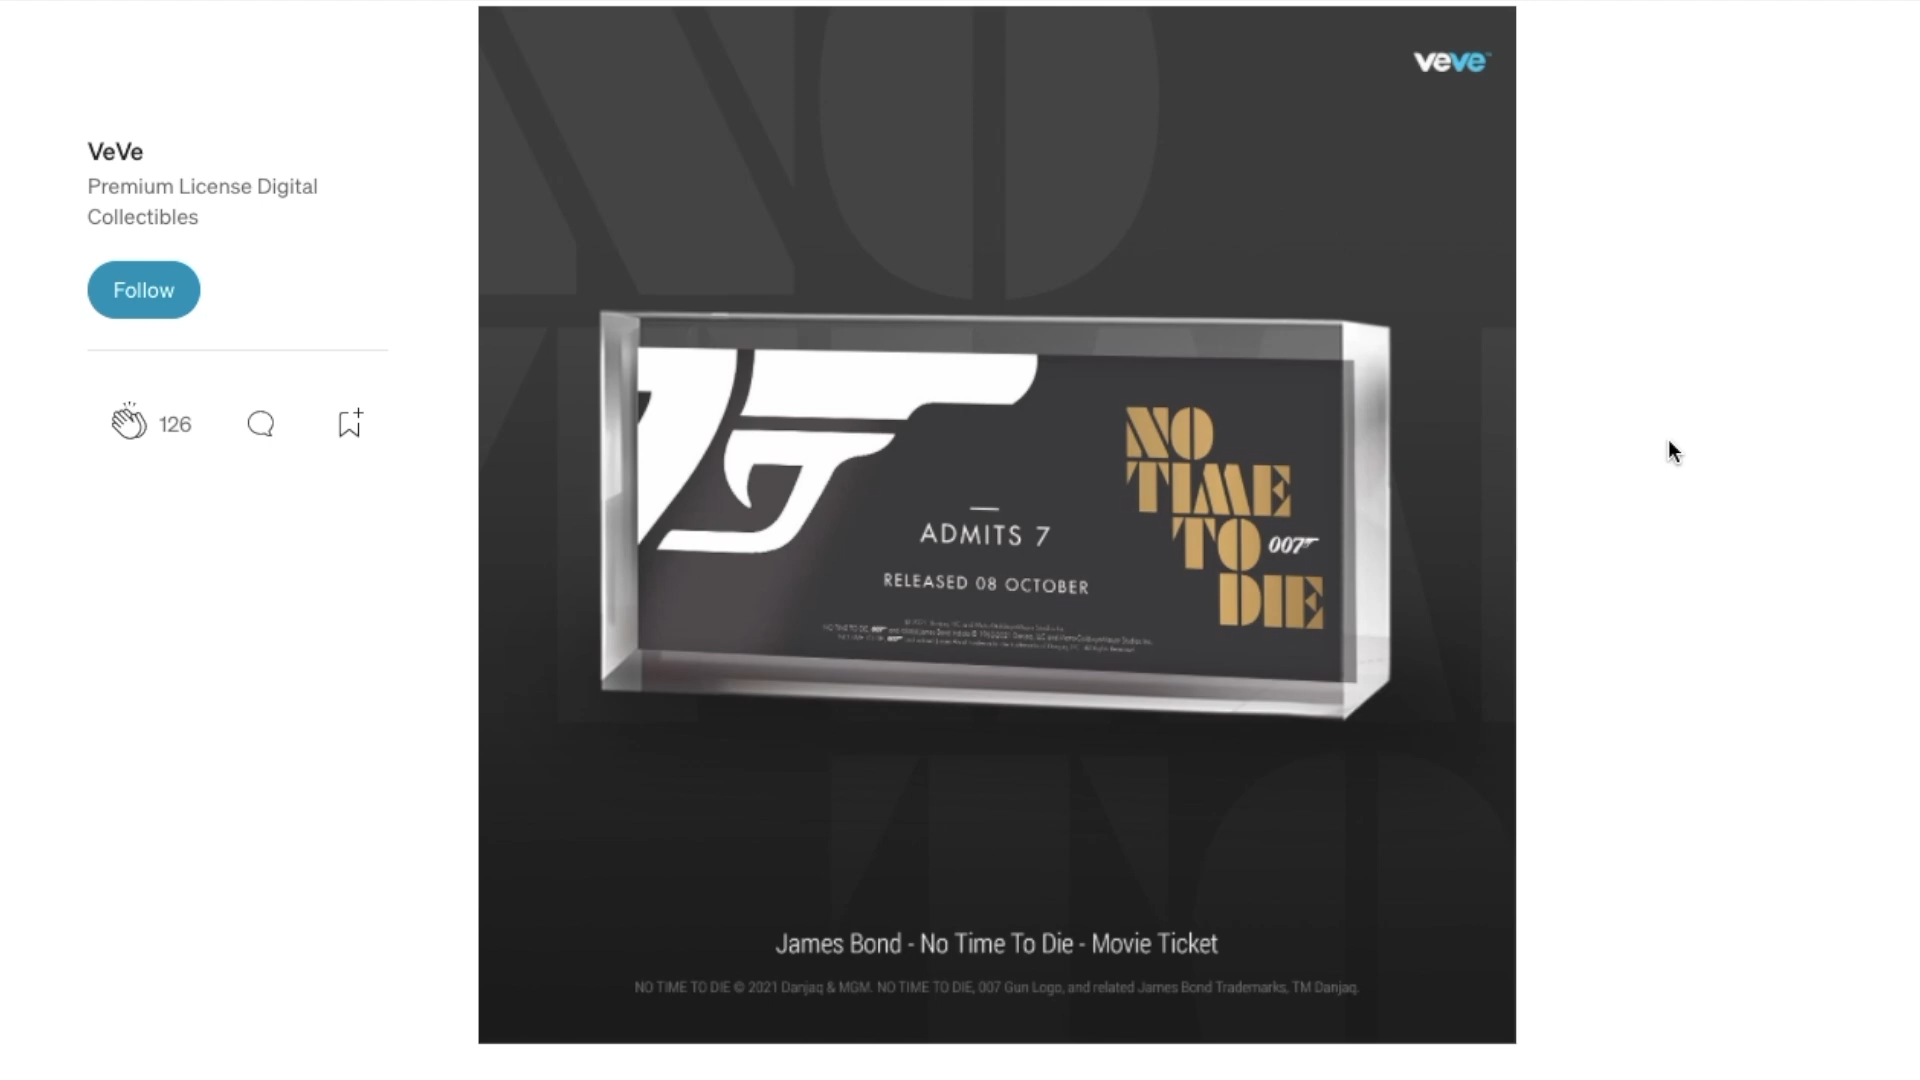 veve
VeVe
Premium License Digital
Collectibles
Follow
126
NO
TIME
TO
007
DIE
ADMITS 7
RELEASED 08 OCTOBER
James Bond - No Time To Die - Movie Ticket
NO TIME TO DIE © 2021 Danjaq & MGM. NO TIME TO DIE, 007 Gun Logo, and related James Bond Trademarks, TM Danjaq.